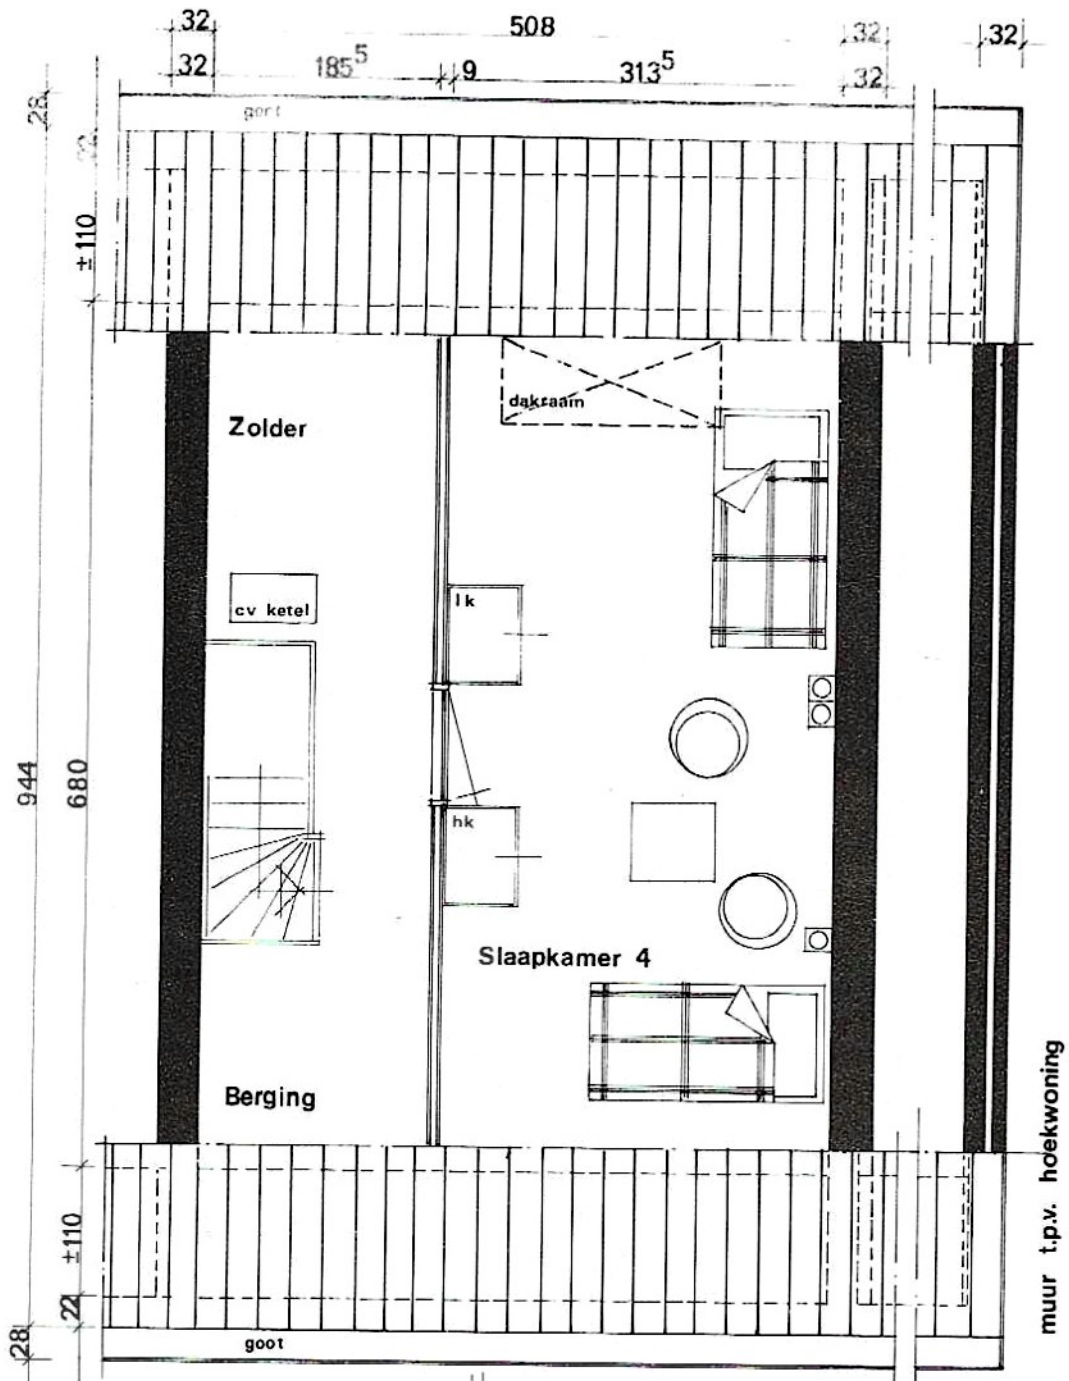 32 508 32 32
32 185⁵ 9 313⁵ 32
28
goot
22
±110
dakraam
Zolder
cv ketel
lk
944
680
hk
Slaapkamer 4
Berging
±110
22
28
goot
muur t.p.v. hoekwoning